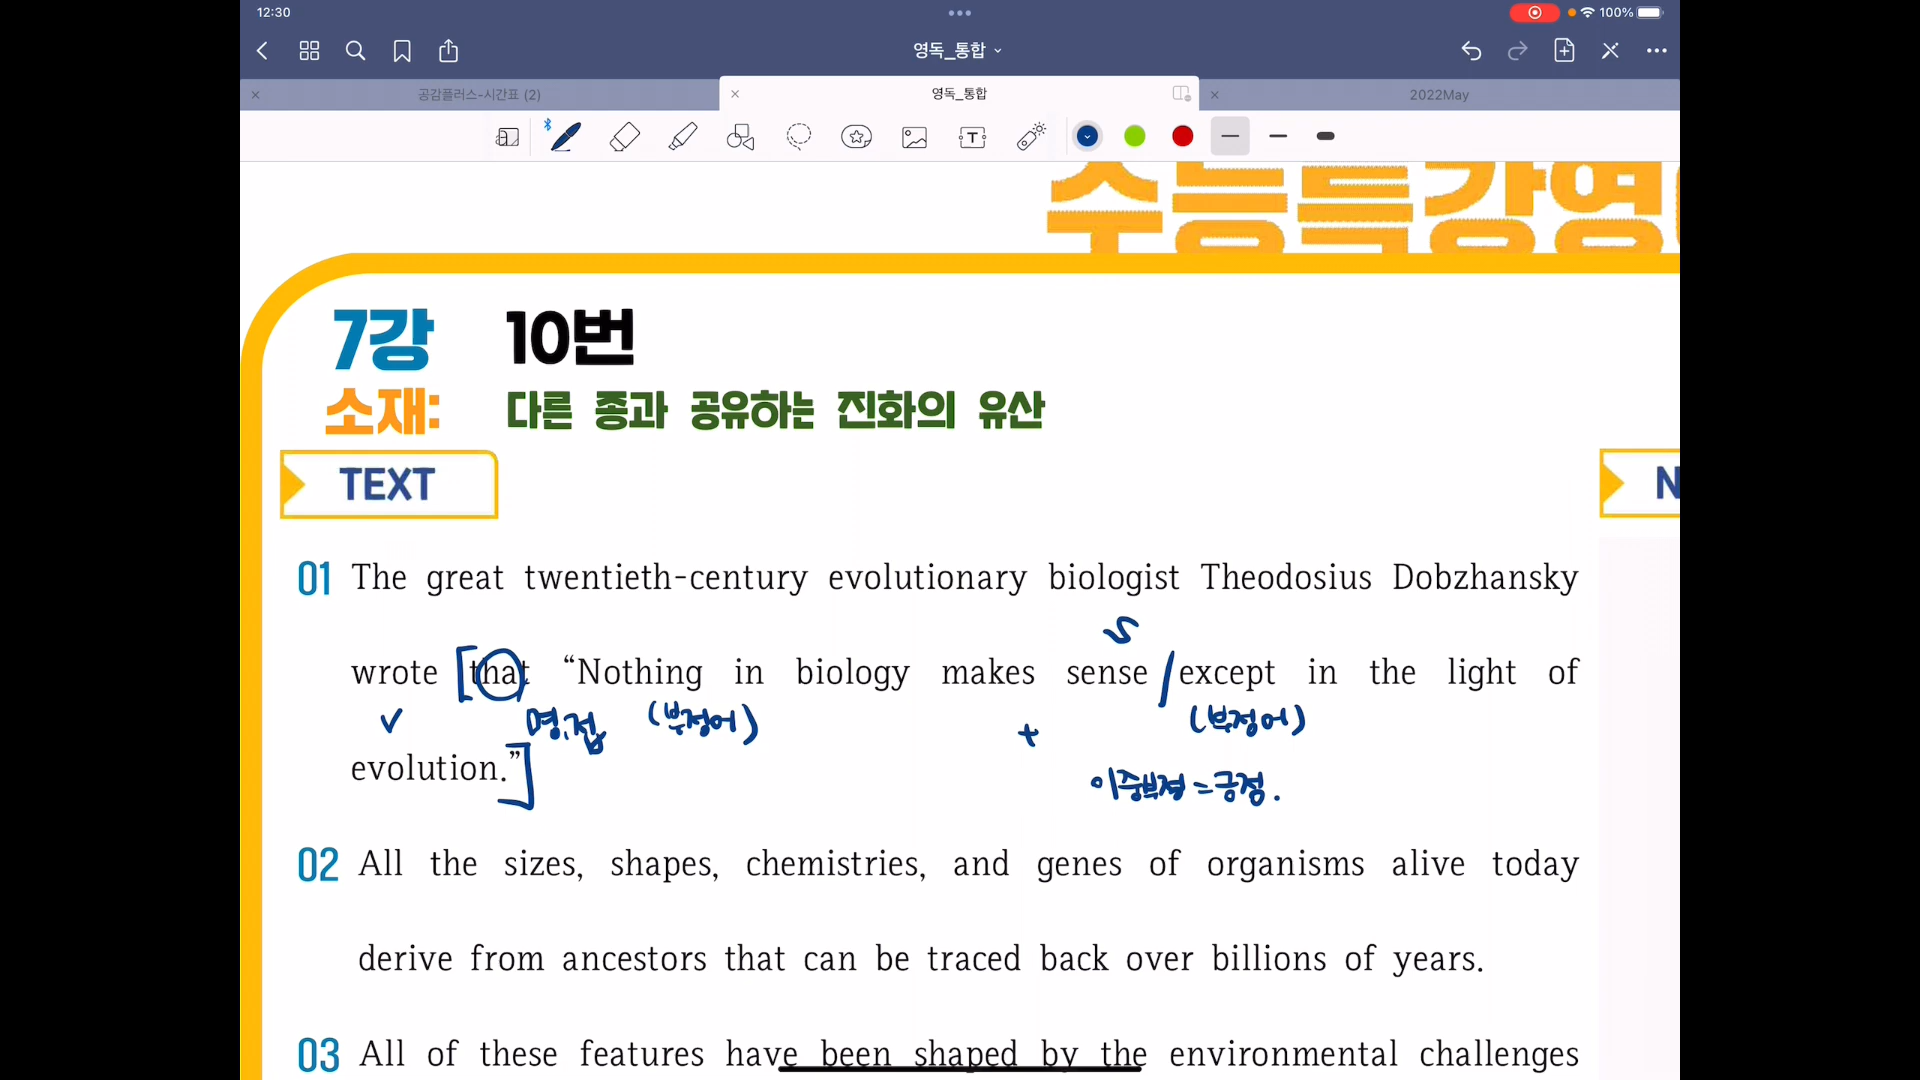 12:30
100%
영독_통합
공감플러스-시간표 (2)
영독_통합
2022May
수능특강영
7강 10번
소재: 다른 종과 공유하는 진화의 유산
TEXT
N
01 The great twentieth-century evolutionary biologist Theodosius Dobzhansky
S
wrote [that “Nothing in biology makes sense / except in the light of
v 명.접 (부정어) + (부정어)
evolution.”]
이중부정=긍정.
02 All the sizes, shapes, chemistries, and genes of organisms alive today
derive from ancestors that can be traced back over billions of years.
03 All of these features have been shaped by the environmental challenges